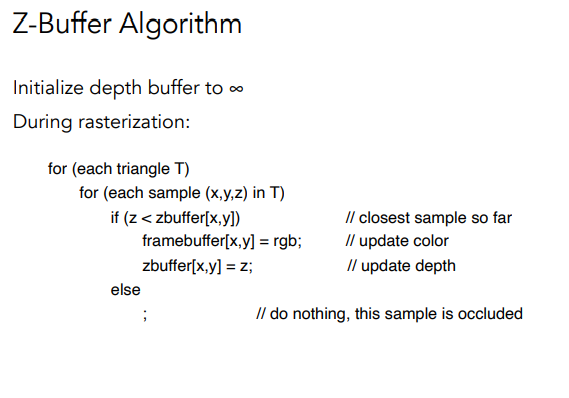 Z-Buffer Algorithm
Initialize depth buffer to ∞
During rasterization:
for (each triangle T)
for (each sample (x,y,z) in T)
if (z < zbuffer[x,y]) // closest sample so far
framebuffer[x,y] = rgb; // update color
zbuffer[x,y] = z; // update depth
else
; // do nothing, this sample is occluded